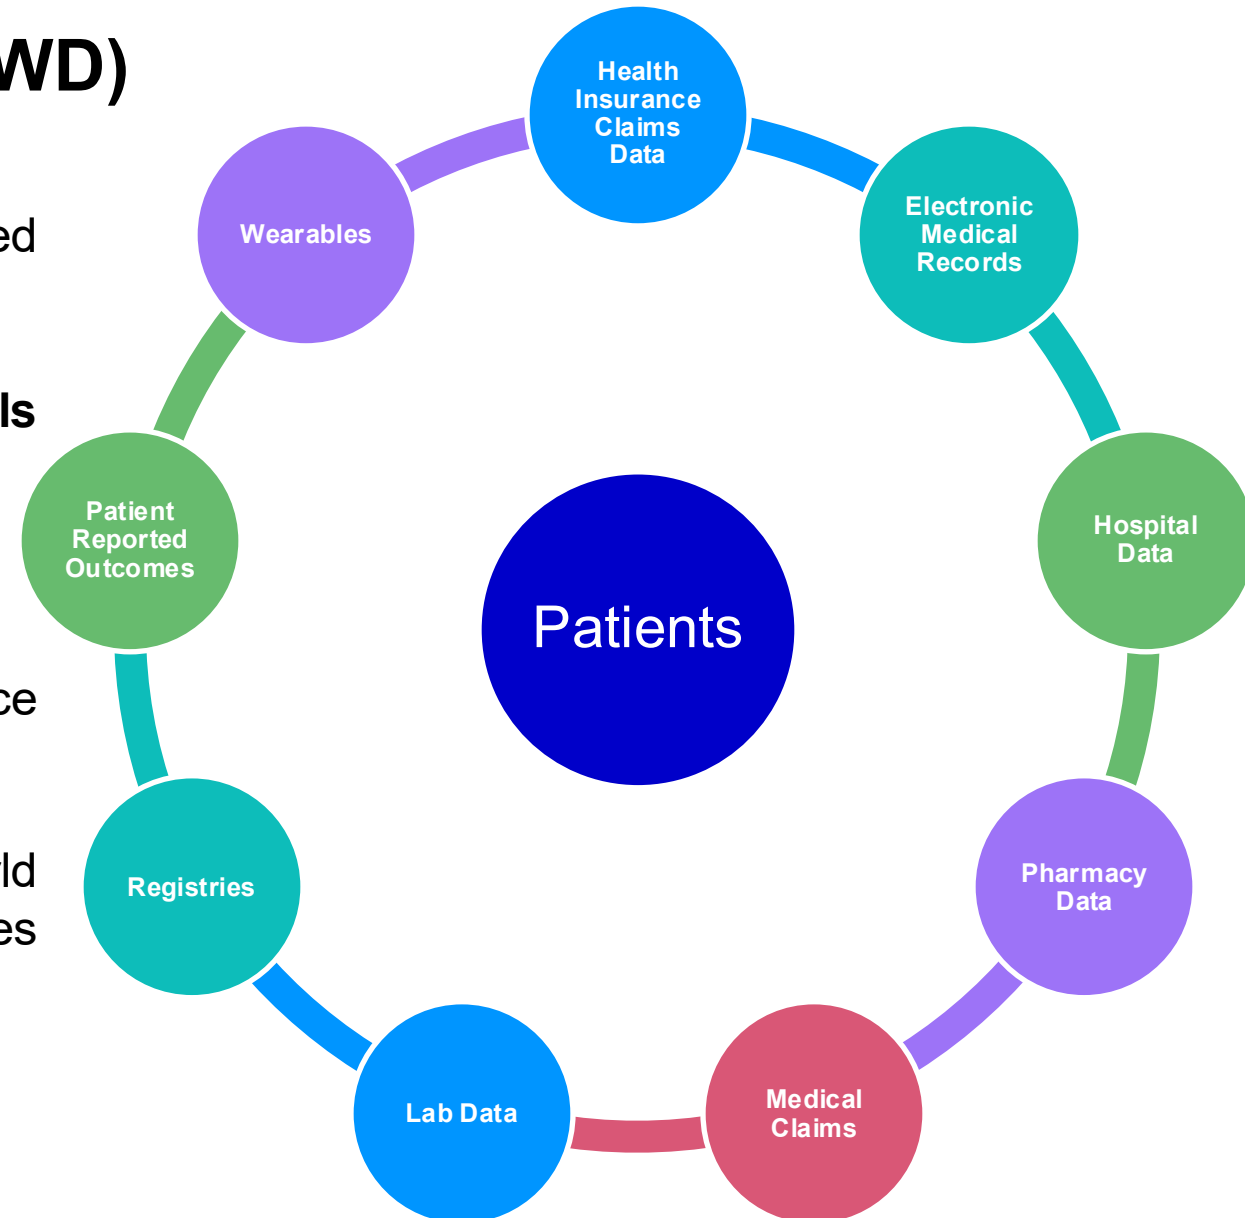 WD)
ed
ls
ce
ld
es
Health
Insurance
Claims
Data
Electronic
Medical
Records
Hospital
Data
Pharmacy
Data
Medical
Claims
Lab Data
Registries
Patient
Reported
Outcomes
Wearables
Patients